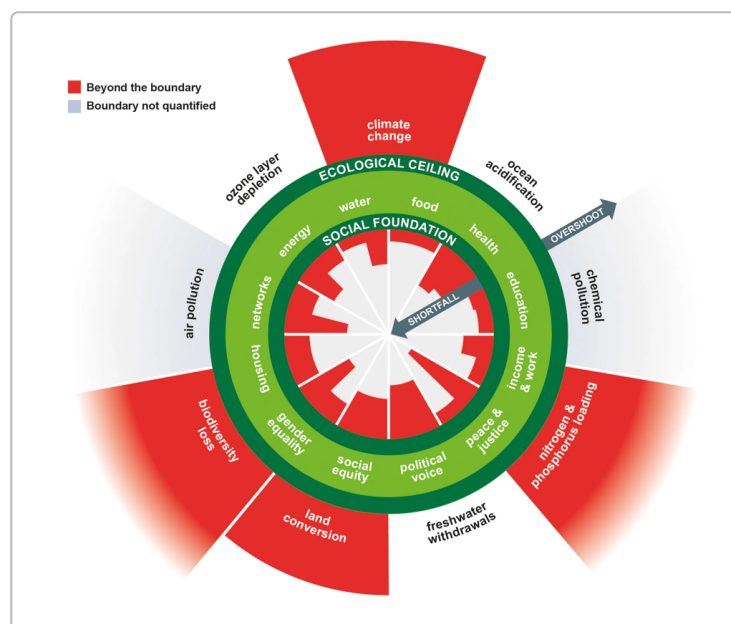 Beyond the boundary
Boundary not quantified
climate
change
ECOLOGICAL CEILING
ozone layer
depletion
ocean
acidification
OVERSHOOT
water
food
energy
health
SOCIAL FOUNDATION
networks
education
SHORTFALL
air pollution
chemical
pollution
housing
income
& work
gender
equality
peace &
justice
social
equity
political
voice
biodiversity
loss
nitrogen &
phosphorus loading
land
conversion
freshwater
withdrawals